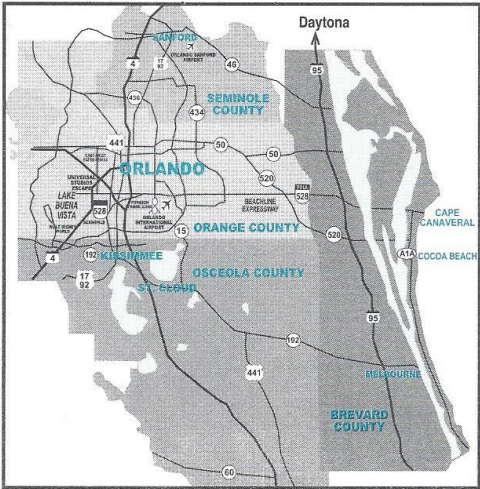 Daytona
SANFORD
ORLANDO SANFORD
AIRPORT
4
17
92
46
95
436
SEMINOLE
COUNTY
434
441
50
50
ORLANDO
UNIVERSAL
STUDIOS
ESCAPE
520
528
LAKE
BUENA
VISTA
528
BEACHLINE
EXPRESSWAY
ORLANDO
INTERNATIONAL
AIRPORT
CAPE
CANAVERAL
15
ORANGE COUNTY
520
192
KISSIMMEE
A1A
COCOA BEACH
4
OSCEOLA COUNTY
17
92
ST. CLOUD
95
192
441
MELBOURNE
BREVARD
COUNTY
60